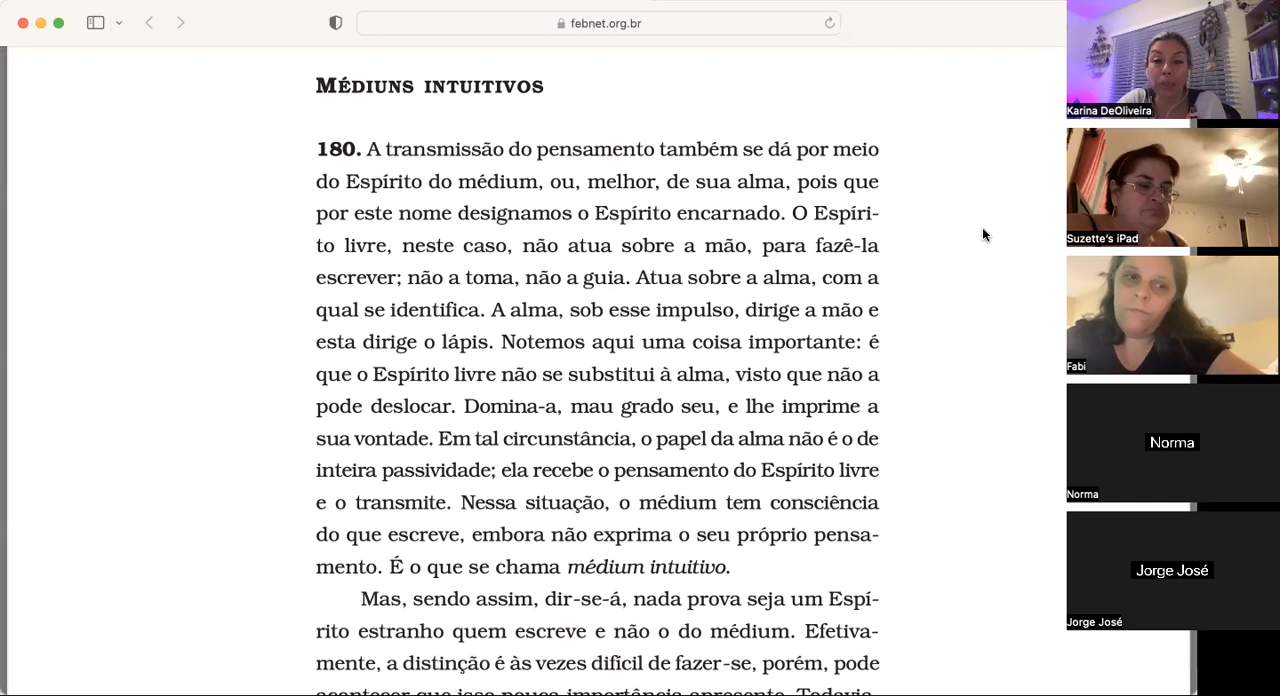 febnet.org.br
MÉDIUNS INTUITIVOS
180. A transmissão do pensamento também se dá por meio
do Espírito do médium, ou, melhor, de sua alma, pois que
por este nome designamos o Espírito encarnado. O Espíri-
to livre, neste caso, não atua sobre a mão, para fazê-la
escrever; não a toma, não a guia. Atua sobre a alma, com a
qual se identifica. A alma, sob esse impulso, dirige a mão e
esta dirige o lápis. Notemos aqui uma coisa importante: é
que o Espírito livre não se substitui à alma, visto que não a
pode deslocar. Domina-a, mau grado seu, e lhe imprime a
sua vontade. Em tal circunstância, o papel da alma não é o de
inteira passividade; ela recebe o pensamento do Espírito livre
e o transmite. Nessa situação, o médium tem consciência
do que escreve, embora não exprima o seu próprio pensa-
mento. É o que se chama médium intuitivo.
Mas, sendo assim, dir-se-á, nada prova seja um Espí-
rito estranho quem escreve e não o do médium. Efetiva-
mente, a distinção é às vezes difícil de fazer-se, porém, pode
acontecer que isso pouca importância apresente. Todavia,
Karina DeOliveira
Suzette's iPad
Fabi
Norma
Norma
Jorge José
Jorge José